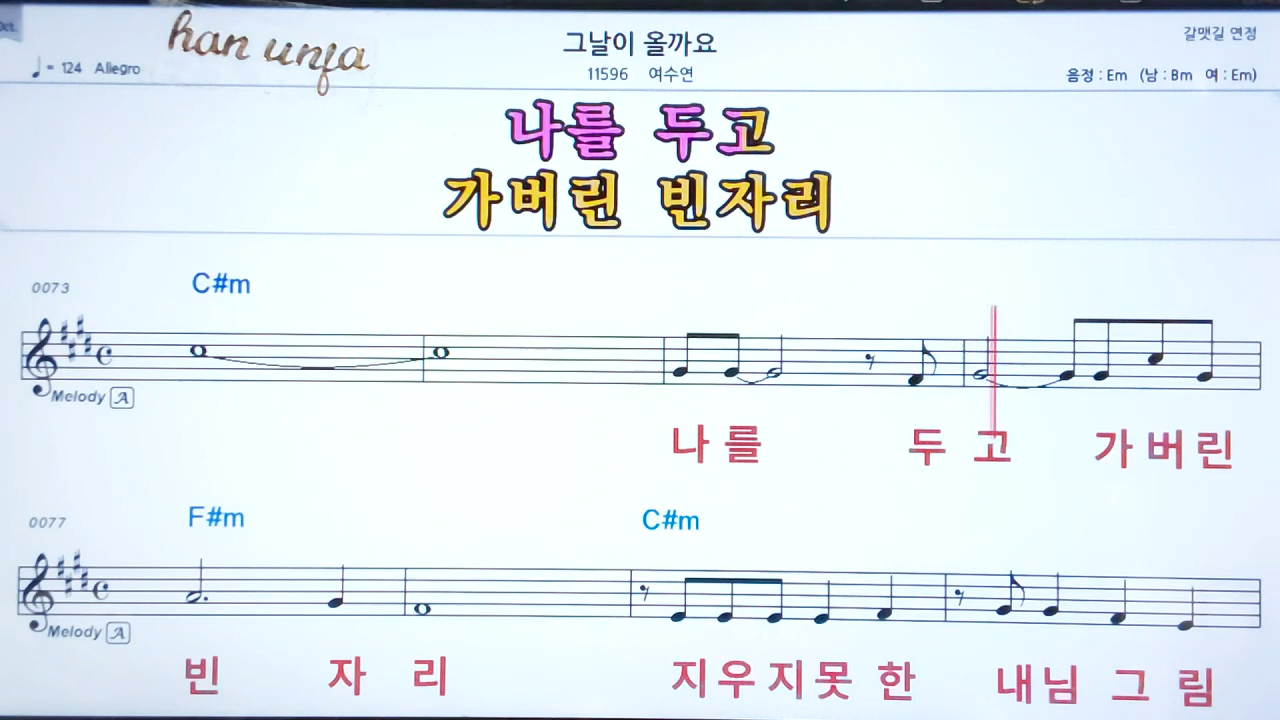 Oct.
han unja
그날이 올까요
갈맷길 연정
♩= 124 Allegro
11596 여수연
음정 : Em (남 : Bm 여 : Em)
나를 두고
가버린 빈자리
0073 C#m
Melody A
나 를 두 고 가 버 린
0077 F#m C#m
Melody A
빈 자 리 지 우 지 못 한 내 님 그 림